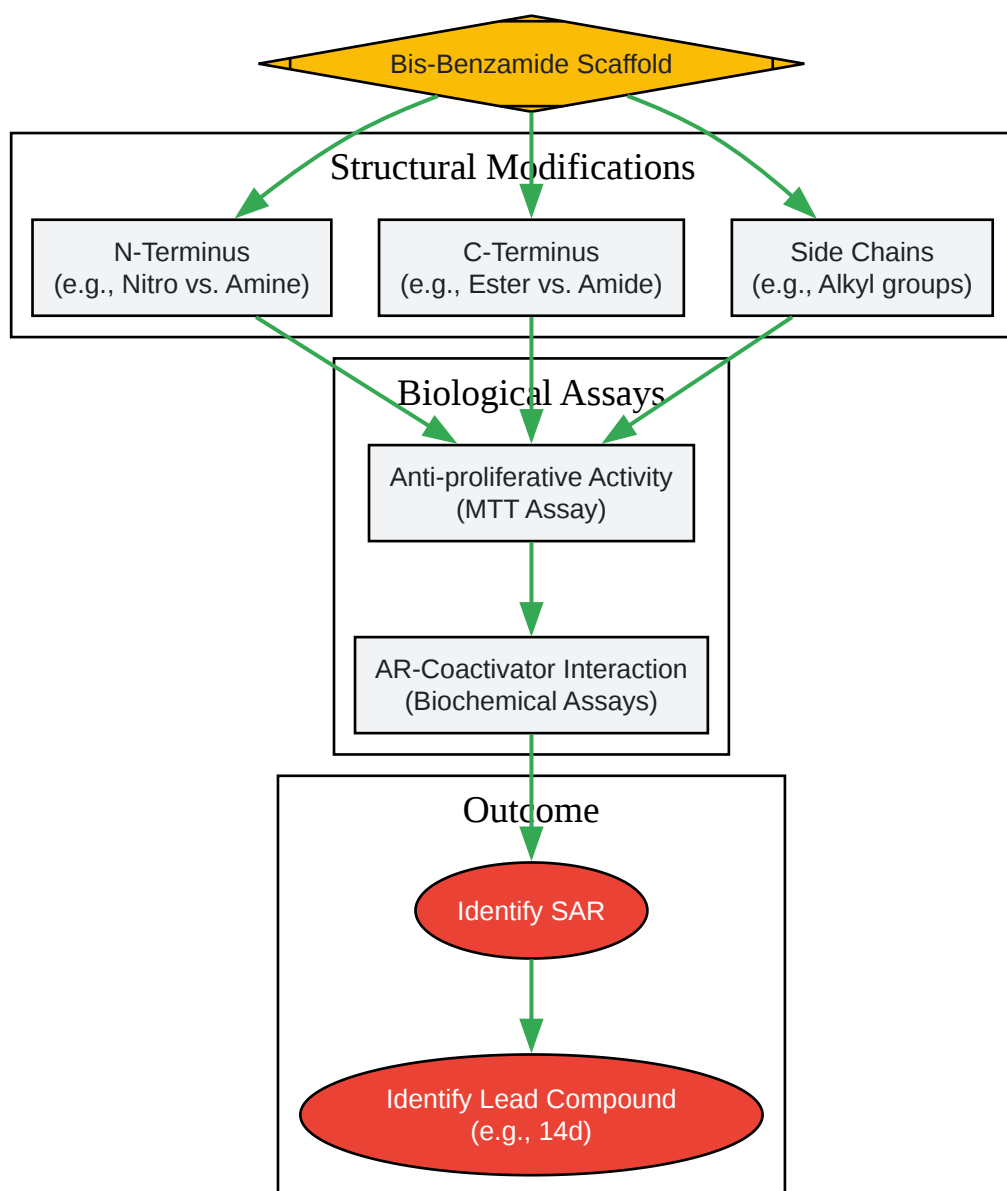 Bis-Benzamide Scaffold
Structural Modifications
N-Terminus
(e.g., Nitro vs. Amine)
C-Terminus
(e.g., Ester vs. Amide)
Side Chains
(e.g., Alkyl groups)
Biological Assays
Anti-proliferative Activity
(MTT Assay)
AR-Coactivator Interaction
(Biochemical Assays)
Outcome
Identify SAR
Identify Lead Compound
(e.g., 14d)